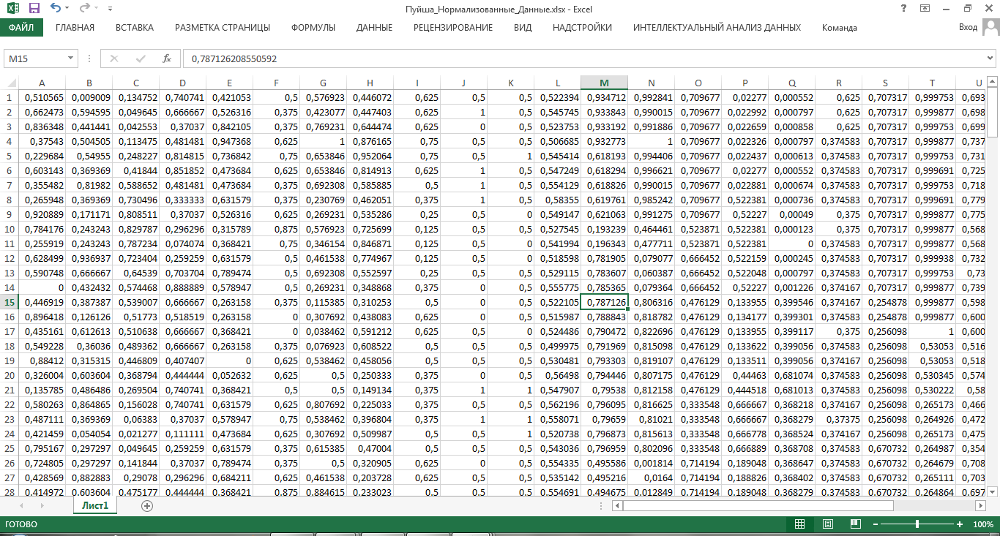 Пуйша_Нормализованные_Данные.xlsx - Excel
ФАЙЛ ГЛАВНАЯ ВСТАВКА РАЗМЕТКА СТРАНИЦЫ ФОРМУЛЫ ДАННЫЕ РЕЦЕНЗИРОВАНИЕ ВИД НАДСТРОЙКИ ИНТЕЛЛЕКТУАЛЬНЫЙ АНАЛИЗ ДАННЫХ Команда Вход
M15 fx 0,787126208550592
A B C D E F G H I J K L M N O P Q R S T U
1 0,510565 0,009009 0,134752 0,740741 0,421053 0,5 0,576923 0,446072 0,625 0,5 0,5 0,522394 0,934712 0,992841 0,709677 0,02277 0,000552 0,625 0,707317 0,999753 0,693
2 0,662473 0,594595 0,049645 0,666667 0,526316 0,375 0,423077 0,447403 0,625 1 0,5 0,545745 0,933843 0,990015 0,709677 0,022992 0,000797 0,625 0,707317 0,999877 0,698
3 0,836348 0,441441 0,042553 0,37037 0,842105 0,375 0,769231 0,644474 0,625 0 0,5 0,523753 0,933192 0,991886 0,709677 0,022659 0,000858 0,625 0,707317 0,999753 0,699
4 0,37543 0,504505 0,113475 0,481481 0,947368 0,625 1 0,876165 0,75 0,5 0,5 0,506685 0,932773 1 0,709677 0,022326 0,000797 0,374583 0,707317 0,999877 0,737
5 0,229684 0,54955 0,248227 0,814815 0,736842 0,75 0,653846 0,952064 0,75 0,5 1 0,545414 0,618193 0,994406 0,709677 0,022437 0,000613 0,374583 0,707317 0,999753 0,731
6 0,603143 0,369369 0,41844 0,851852 0,473684 0,625 0,653846 0,814913 0,625 1 0,5 0,547249 0,618294 0,996621 0,709677 0,02277 0,000552 0,374583 0,707317 0,999691 0,725
7 0,355482 0,81982 0,588652 0,481481 0,473684 0,375 0,692308 0,585885 0,5 1 0,5 0,554129 0,618826 0,990015 0,709677 0,022881 0,000674 0,374583 0,707317 0,999753 0,718
8 0,265948 0,369369 0,730496 0,333333 0,631579 0,375 0,230769 0,462051 0,375 1 0,5 0,58355 0,619761 0,985242 0,709677 0,522381 0,000736 0,374583 0,707317 0,999691 0,779
9 0,920889 0,171171 0,808511 0,37037 0,526316 0,625 0,269231 0,535286 0,25 0,5 0 0,549147 0,621063 0,991275 0,709677 0,52227 0,00049 0,375 0,707317 0,999877 0,775
10 0,784176 0,243243 0,829787 0,296296 0,315789 0,875 0,576923 0,725699 0,125 0,5 0,5 0,527545 0,193239 0,464461 0,523871 0,522381 0,000123 0,375 0,707317 0,999877 0,568
11 0,255919 0,243243 0,787234 0,074074 0,368421 0,75 0,346154 0,846871 0,125 0,5 0 0,541994 0,196343 0,477711 0,523871 0,522381 0 0,374583 0,707317 0,999877 0,568
12 0,628499 0,936937 0,723404 0,259259 0,631579 0,5 0,461538 0,774967 0,125 0,5 0 0,518598 0,781905 0,079077 0,666452 0,522159 0,000245 0,374583 0,707317 0,999938 0,732
13 0,590748 0,666667 0,64539 0,703704 0,789474 0,5 0,692308 0,552597 0,25 0,5 0,5 0,529115 0,783607 0,060387 0,666452 0,522048 0,000797 0,374583 0,707317 0,999753 0,73
14 0 0,432432 0,574468 0,888889 0,578947 0,5 0,269231 0,348868 0,375 0 0,5 0,555775 0,785365 0,079364 0,666452 0,52227 0,001226 0,374167 0,707317 0,999877 0,739
15 0,446919 0,387387 0,539007 0,666667 0,263158 0,375 0,115385 0,310253 0,5 0 0,5 0,522105 0,787126 0,806316 0,476129 0,133955 0,399546 0,374167 0,254878 0,999877 0,598
16 0,896418 0,126126 0,51773 0,518519 0,263158 0 0,307692 0,438083 0,625 0 0,5 0,515987 0,788843 0,818782 0,476129 0,134177 0,399301 0,374583 0,254878 0,999877 0,600
17 0,435161 0,612613 0,510638 0,666667 0,368421 0 0,038462 0,591212 0,625 0,5 0 0,524486 0,790472 0,822696 0,476129 0,133955 0,399117 0,375 0,256098 1 0,600
18 0,549228 0,36036 0,489362 0,666667 0,263158 0,375 0,076923 0,608522 0,5 0,5 0,5 0,499975 0,791969 0,815098 0,476129 0,133622 0,399056 0,374583 0,256098 0,53053 0,516
19 0,88412 0,315315 0,446809 0,407407 0 0,625 0,538462 0,458056 0,5 0,5 0,5 0,530481 0,793303 0,819107 0,476129 0,133511 0,399056 0,374167 0,256098 0,53053 0,518
20 0,326004 0,603604 0,368794 0,444444 0,052632 0,625 0,5 0,250333 0,375 0 0,5 0,56498 0,794446 0,807175 0,476129 0,44463 0,681074 0,374583 0,256098 0,530345 0,574
21 0,135785 0,486486 0,269504 0,740741 0,368421 0,5 0,5 0,149134 0,375 1 1 0,547907 0,79538 0,812158 0,476129 0,444518 0,681013 0,374583 0,256098 0,530222 0,58
22 0,580263 0,864865 0,156028 0,740741 0,631579 0,625 0,807692 0,225033 0,375 0,5 0,5 0,562196 0,796095 0,816625 0,333548 0,666667 0,368218 0,374167 0,256098 0,265173 0,466
23 0,487111 0,369369 0,06383 0,37037 0,578947 0,75 0,538462 0,396804 0,375 1 1 0,558071 0,79659 0,81021 0,333548 0,666667 0,368279 0,37375 0,256098 0,264926 0,472
24 0,421459 0,054054 0,021277 0,111111 0,473684 0,625 0,307692 0,509987 0,5 0,5 1 0,520738 0,796873 0,815613 0,333548 0,666778 0,368524 0,374167 0,256098 0,265173 0,475
25 0,795167 0,297297 0,049645 0,259259 0,631579 0,375 0,615385 0,47004 0,5 0,5 0,5 0,543036 0,796959 0,802096 0,333548 0,666889 0,368708 0,374583 0,670732 0,264987 0,354
26 0,724805 0,297297 0,141844 0,37037 0,789474 0,375 0,5 0,320905 0,625 0 0,5 0,554335 0,495586 0,001814 0,714194 0,189048 0,368647 0,374583 0,670732 0,264679 0,708
27 0,428569 0,882883 0,29078 0,296296 0,684211 0,625 0,461538 0,203728 0,625 0,5 0,5 0,535142 0,495216 0,0164 0,714194 0,188826 0,368402 0,374583 0,670732 0,265111 0,703
28 0,414972 0,603604 0,475177 0,444444 0,368421 0,875 0,884615 0,233023 0,5 0,5 0,5 0,554691 0,494675 0,012849 0,714194 0,189048 0,368279 0,374583 0,670732 0,264864 0,697
Лист1
ГОТОВО 100%